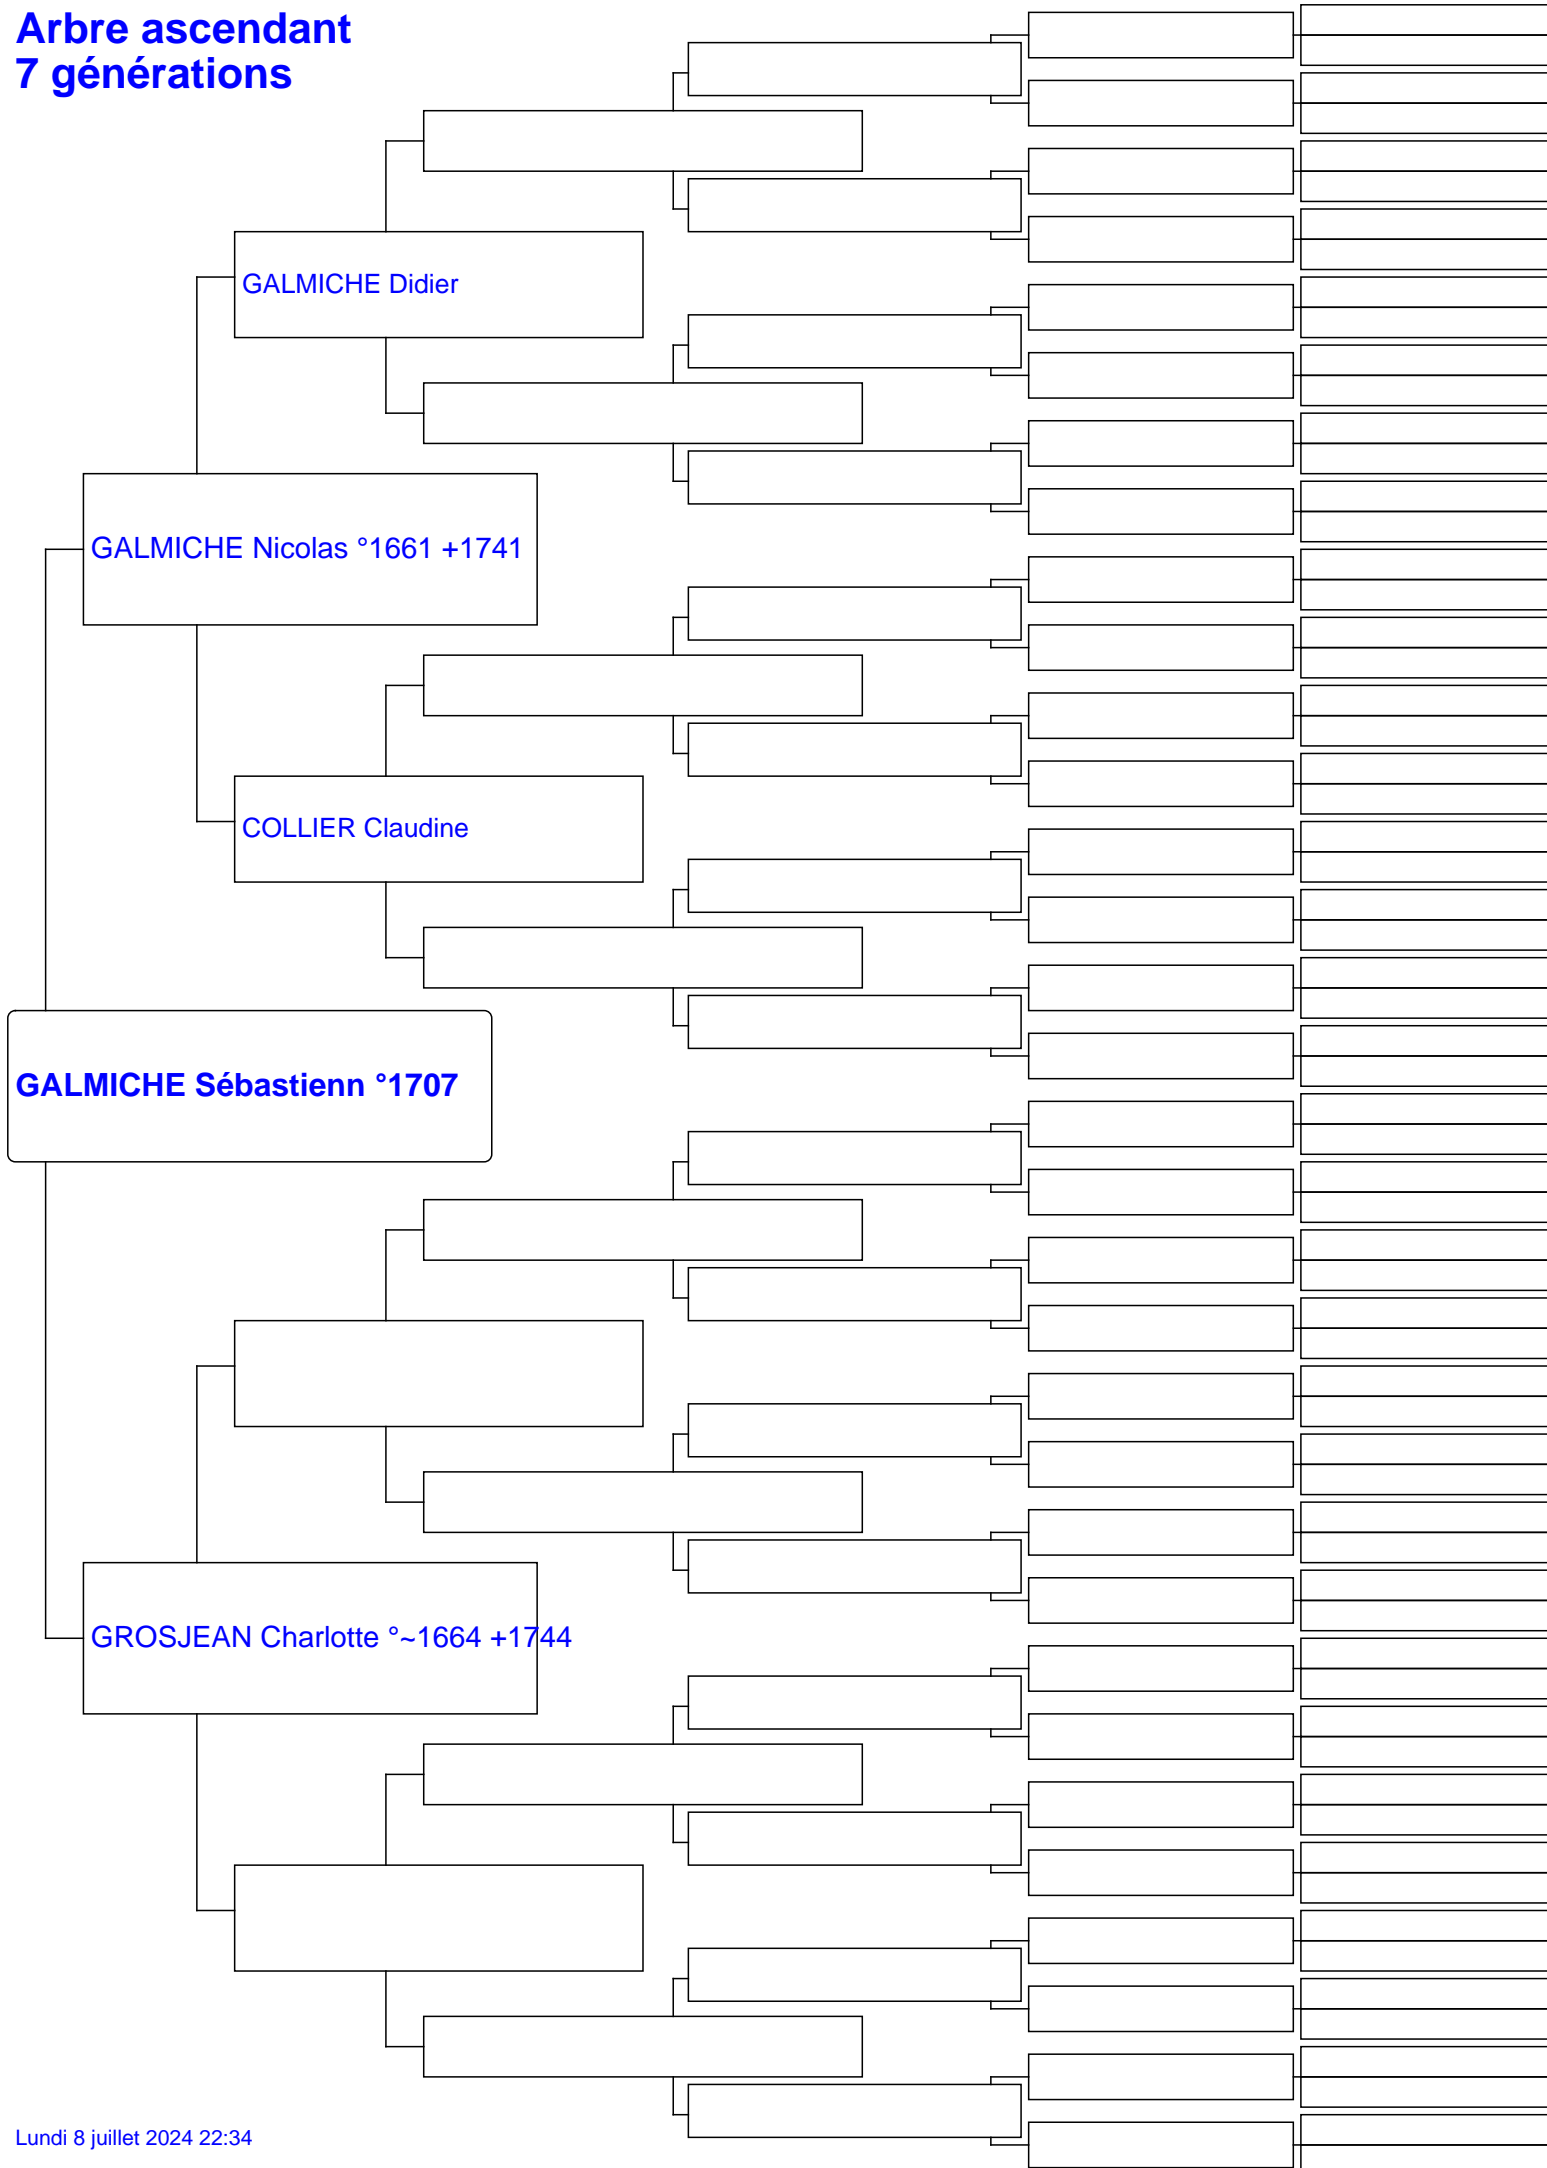 Arbre ascendant
7 générations
GALMICHE Didier
GALMICHE Nicolas °1661 +1741
COLLIER Claudine
GALMICHE Sébastienn °1707
GROSJEAN Charlotte °~1664 +1744
Lundi 8 juillet 2024 22:34